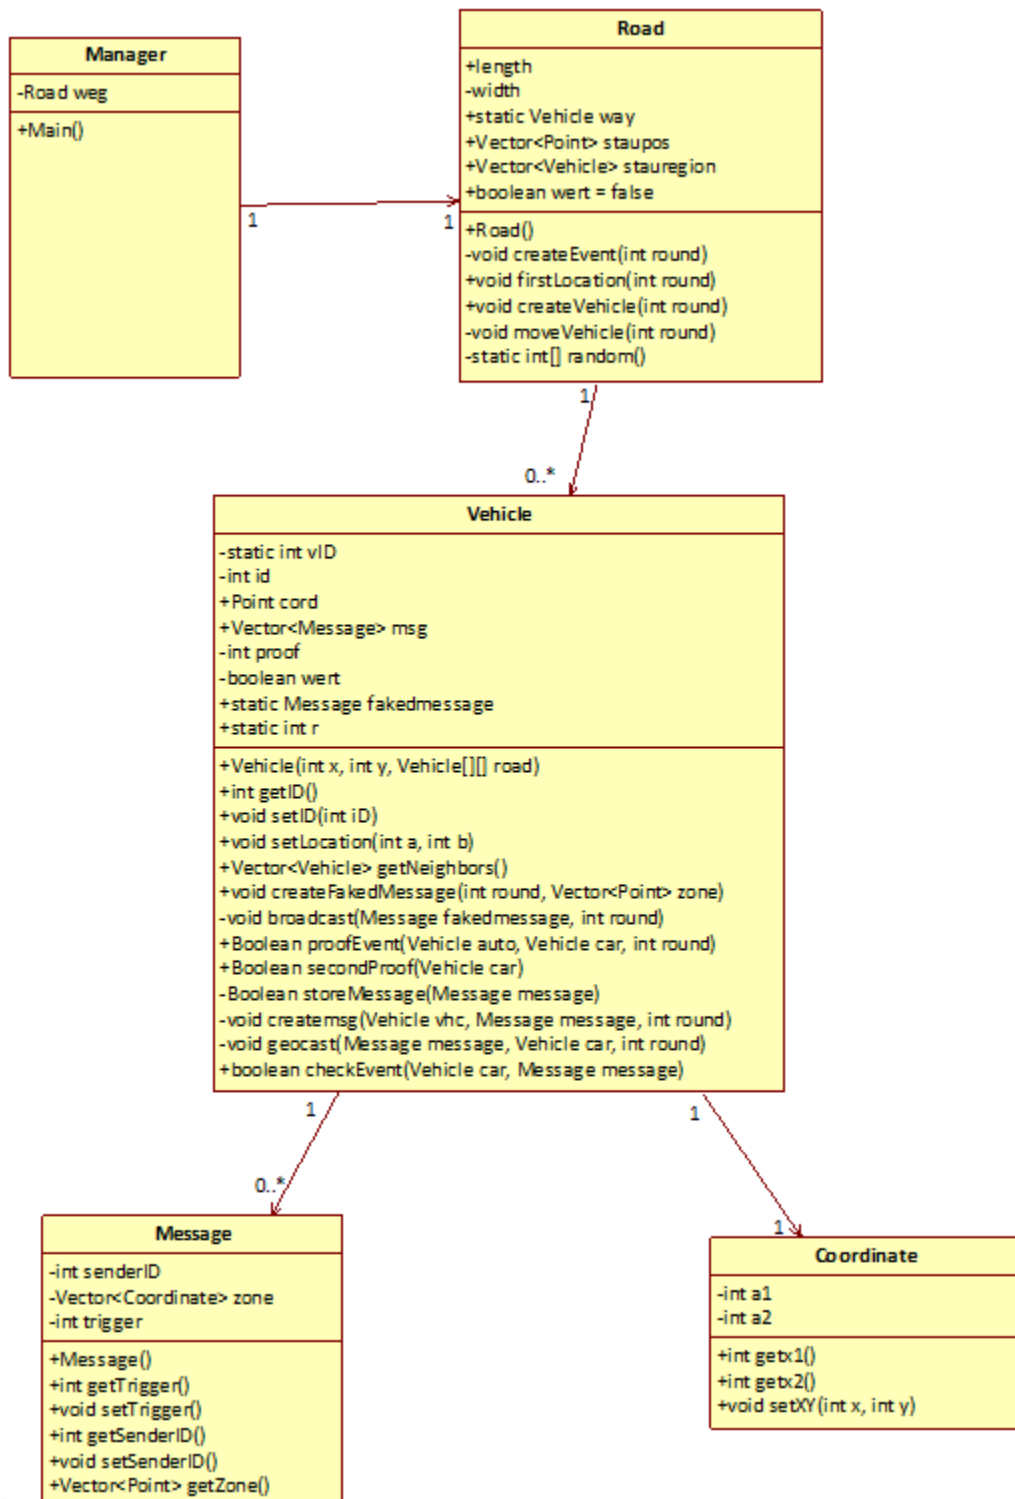 Manager
-Road weg
+Main()
1
1
Road
+length
-width
+static Vehicle way
+Vector<Point> staupos
+Vector<Vehicle> stauregion
+boolean wert = false
+Road()
-void createEvent(int round)
+void firstLocation(int round)
+void createVehicle(int round)
-void moveVehicle(int round)
-static int[] random()
1
0..*
Vehicle
-static int vID
-int id
+Point cord
+Vector<Message> msg
-int proof
-boolean wert
+static Message fakedmessage
+static int r
+Vehicle(int x, int y, Vehicle[][] road)
+int getID()
+void setID(int iD)
+void setLocation(int a, int b)
+Vector<Vehicle> getNeighbors()
+void createFakedMessage(int round, Vector<Point> zone)
-void broadcast(Message fakedmessage, int round)
+Boolean proofEvent(Vehicle auto, Vehicle car, int round)
+Boolean secondProof(Vehicle car)
-Boolean storeMessage(Message message)
-void createmsg(Vehicle vhc, Message message, int round)
-void geocast(Message message, Vehicle car, int round)
+boolean checkEvent(Vehicle car, Message message)
1
0..*
1
1
Message
-int senderID
-Vector<Coordinate> zone
-int trigger
+Message()
+int getTrigger()
+void setTrigger()
+int getSenderID()
+void setSenderID()
+Vector<Point> getZone()
Coordinate
-int a1
-int a2
+int getx1()
+int getx2()
+void setXY(int x, int y)